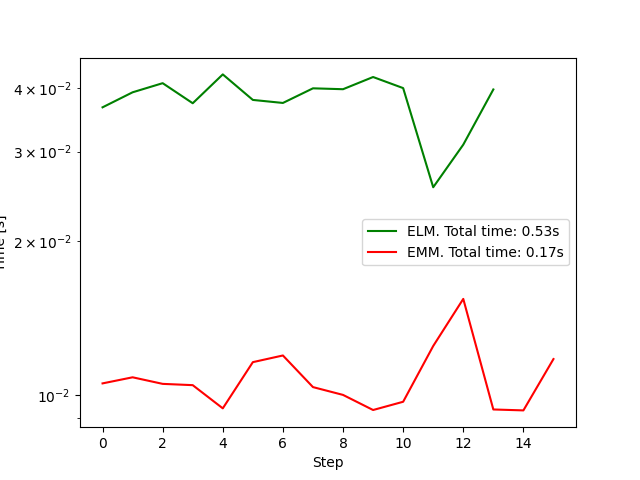 4 × 10⁻²
3 × 10⁻²
2 × 10⁻²
10⁻²
ELM. Total time: 0.53s
EMM. Total time: 0.17s
0 2 4 6 8 10 12 14
Step